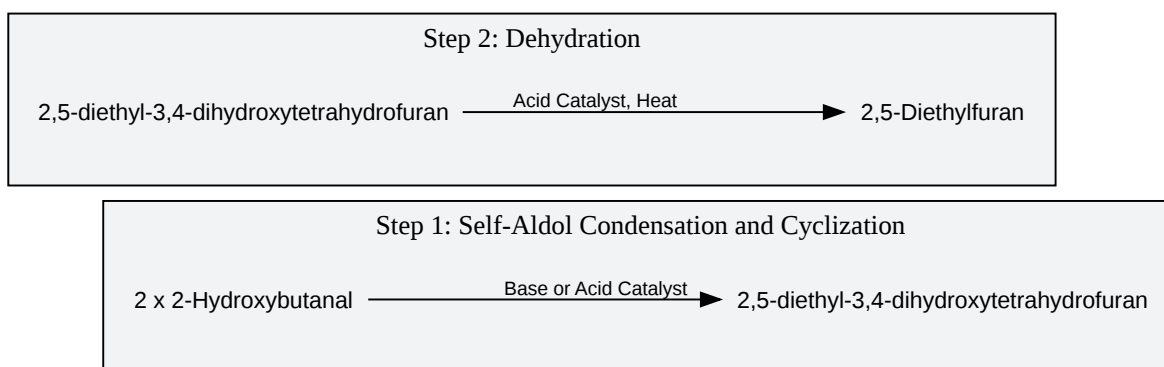 Step 2: Dehydration
2,5-diethyl-3,4-dihydroxytetrahydrofuran Acid Catalyst, Heat 2,5-Diethylfuran
Step 1: Self-Aldol Condensation and Cyclization
2 x 2-Hydroxybutanal Base or Acid Catalyst 2,5-diethyl-3,4-dihydroxytetrahydrofuran